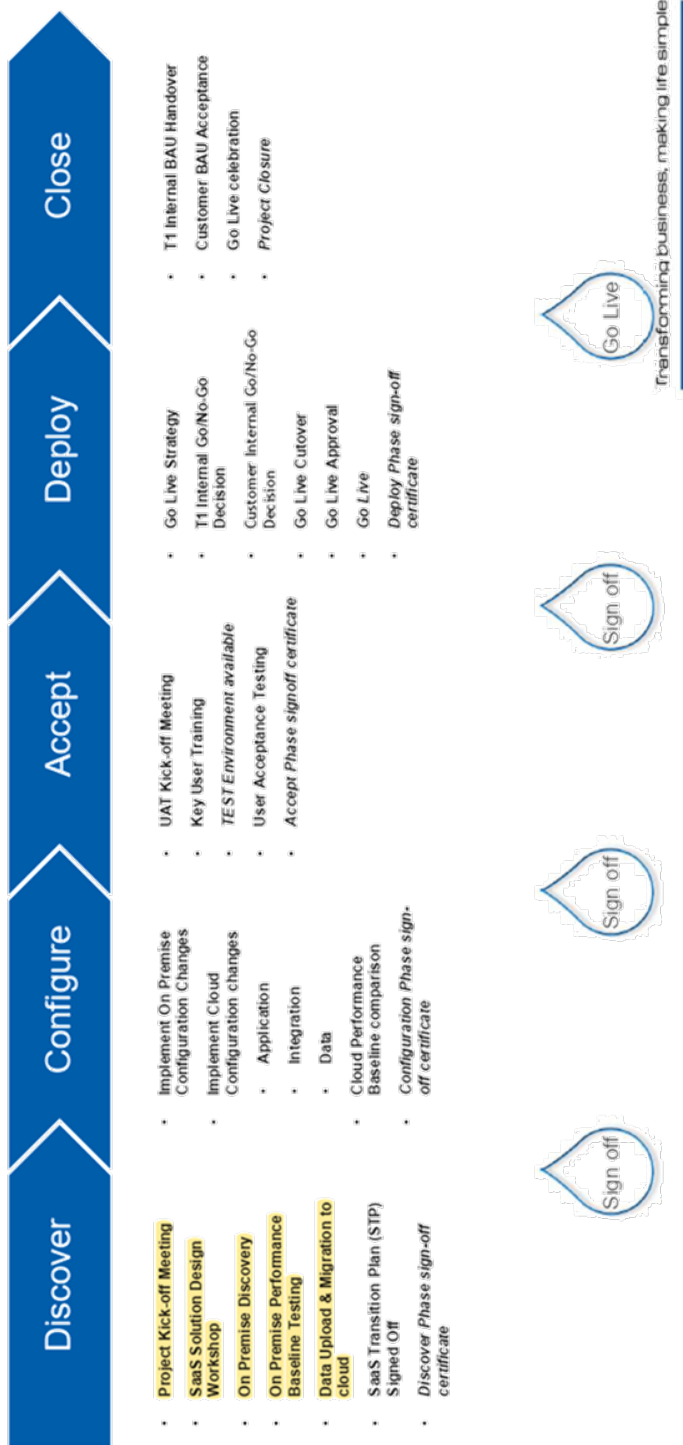 Discover
Configure
Accept
Deploy
Close
• Project Kick-off Meeting
• SaaS Solution Design
Workshop
• On Premise Discovery
• On Premise Performance
Baseline Testing
• Data Upload & Migration to
cloud
• SaaS Transition Plan (STP)
Signed Off
• Discover Phase sign-off
certificate
• Implement On Premise
Configuration Changes
• Implement Cloud
Configuration changes
• Application
• Integration
• Data
• Cloud Performance
Baseline comparison
• Configuration Phase sign-
off certificate
• UAT Kick-off Meeting
• Key User Training
• TEST Environment available
• User Acceptance Testing
• Accept Phase signoff certificate
• Go Live Strategy
• T1 Internal Go/No-Go
Decision
• Customer Internal Go/No-Go
Decision
• Go Live Cutover
• Go Live Approval
• Go Live
• Deploy Phase sign-off
certificate
• T1 Internal BAU Handover
• Customer BAU Acceptance
• Go Live celebration
• Project Closure
Sign off
Sign off
Sign off
Go Live
Transforming business, making life simple